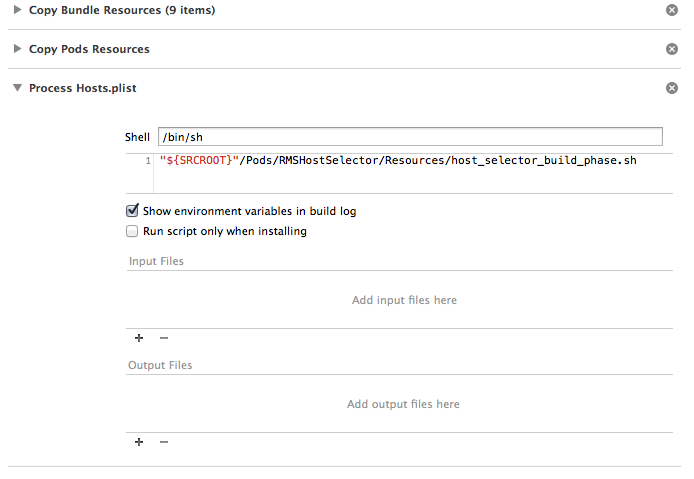 Copy Bundle Resources (9 items)
Copy Pods Resources
Process Hosts.plist
Shell /bin/sh
1 "${SRCROOT}"/Pods/RMSHostSelector/Resources/host_selector_build_phase.sh
Show environment variables in build log
Run script only when installing
Input Files
Add input files here
Output Files
Add output files here